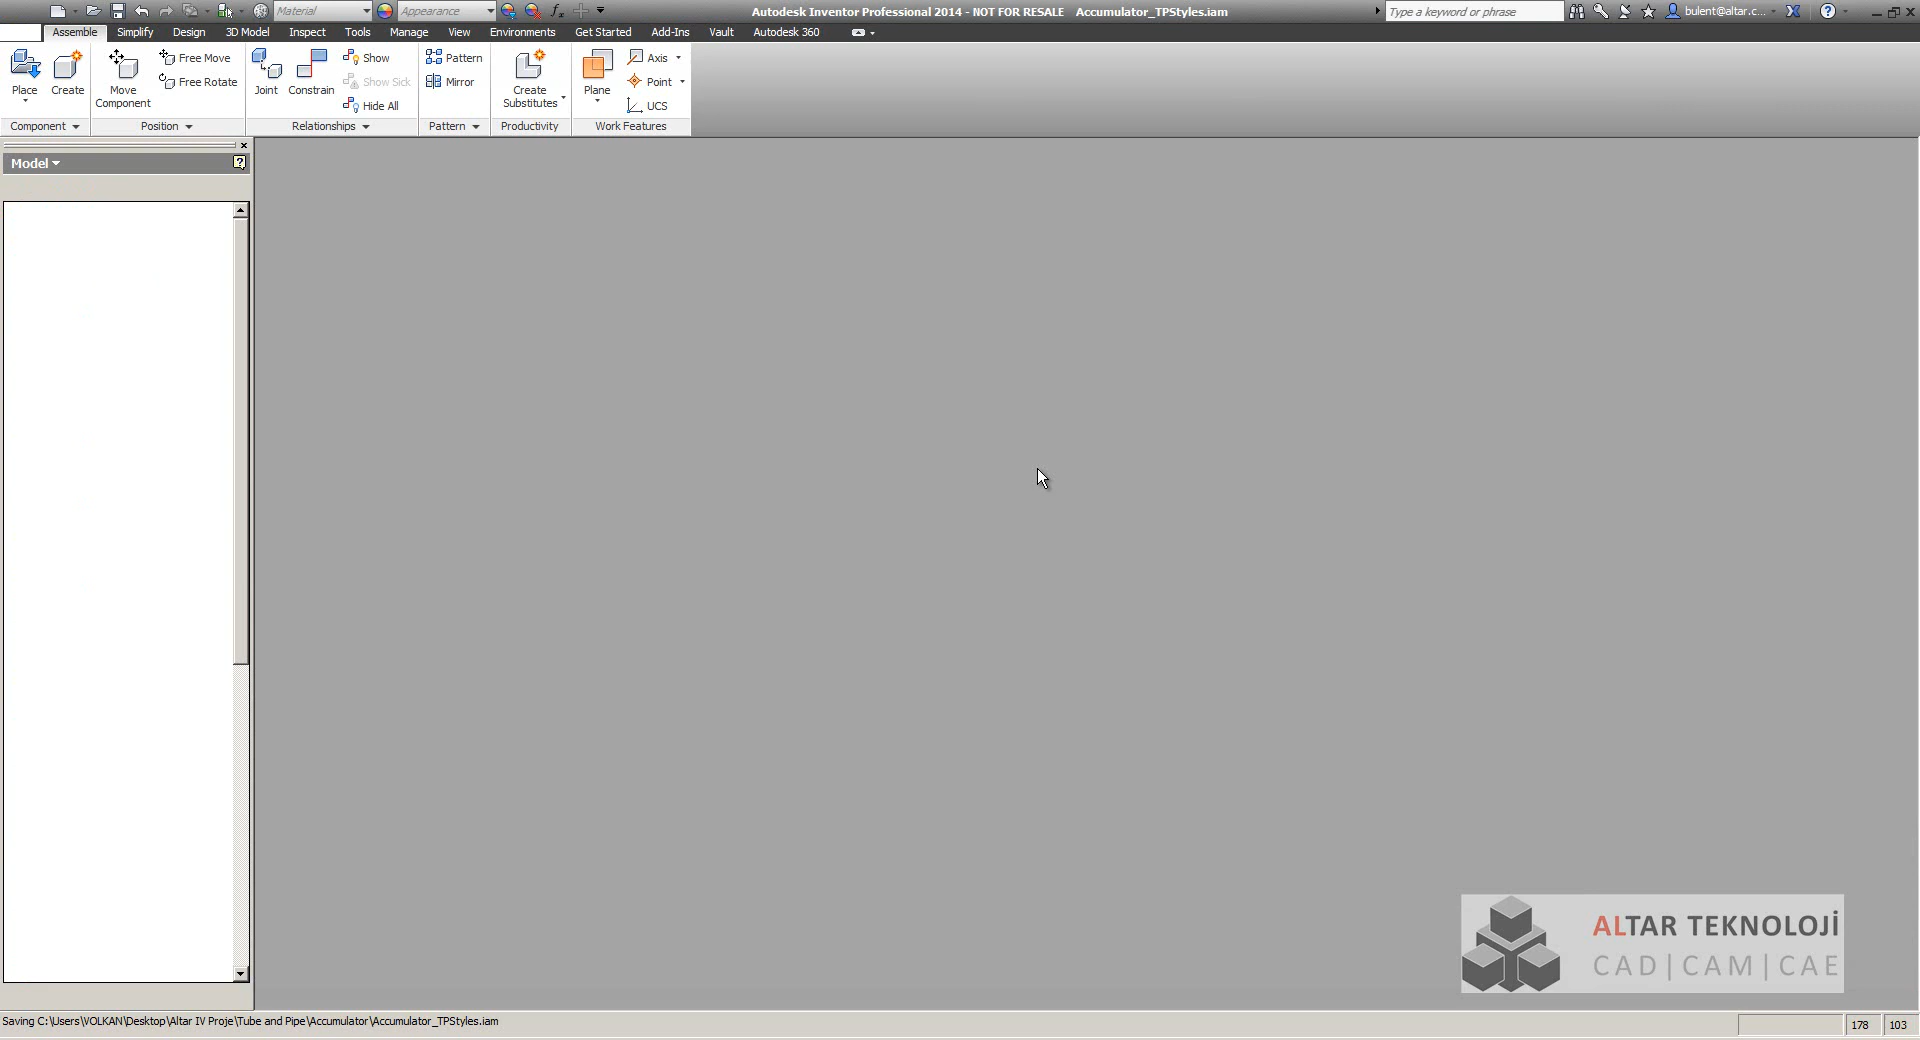 Material
Appearance
Autodesk Inventor Professional 2014 - NOT FOR RESALE Accumulator_TPStyles.iam
Type a keyword or phrase
bulent@altar.c...
Assemble Simplify Design 3D Model Inspect Tools Manage View Environments Get Started Add-Ins Vault Autodesk 360
Place
Create
Move
Component
Free Move
Free Rotate
Joint
Constrain
Show
Show Sick
Hide All
Pattern
Mirror
Create
Substitutes
Plane
Axis
Point
UCS
Component
Position
Relationships
Pattern
Productivity
Work Features
Model
ALTAR TEKNOLOJİ
CAD|CAM|CAE
Saving C:\Users\VOLKAN\Desktop\Altar IV Proje\Tube and Pipe\Accumulator\Accumulator_TPStyles.iam
178 103